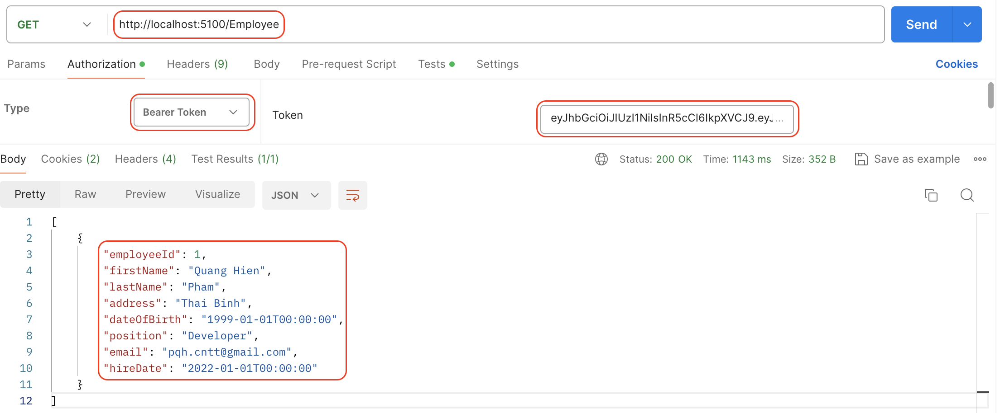 GET http://localhost:5100/Employee Send
Params Authorization Headers (9) Body Pre-request Script Tests Settings Cookies
Type Bearer Token Token eyJhbGciOiJIUzI1NiIsInR5cCI6IkpXVCJ9.eyJ...
Body Cookies (2) Headers (4) Test Results (1/1) Status: 200 OK Time: 1143 ms Size: 352 B Save as example
Pretty Raw Preview Visualize JSON
1 [
2 {
3 "employeeId": 1,
4 "firstName": "Quang Hien",
5 "lastName": "Pham",
6 "address": "Thai Binh",
7 "dateOfBirth": "1999-01-01T00:00:00",
8 "position": "Developer",
9 "email": "pqh.cntt@gmail.com",
10 "hireDate": "2022-01-01T00:00:00"
11 }
12 ]